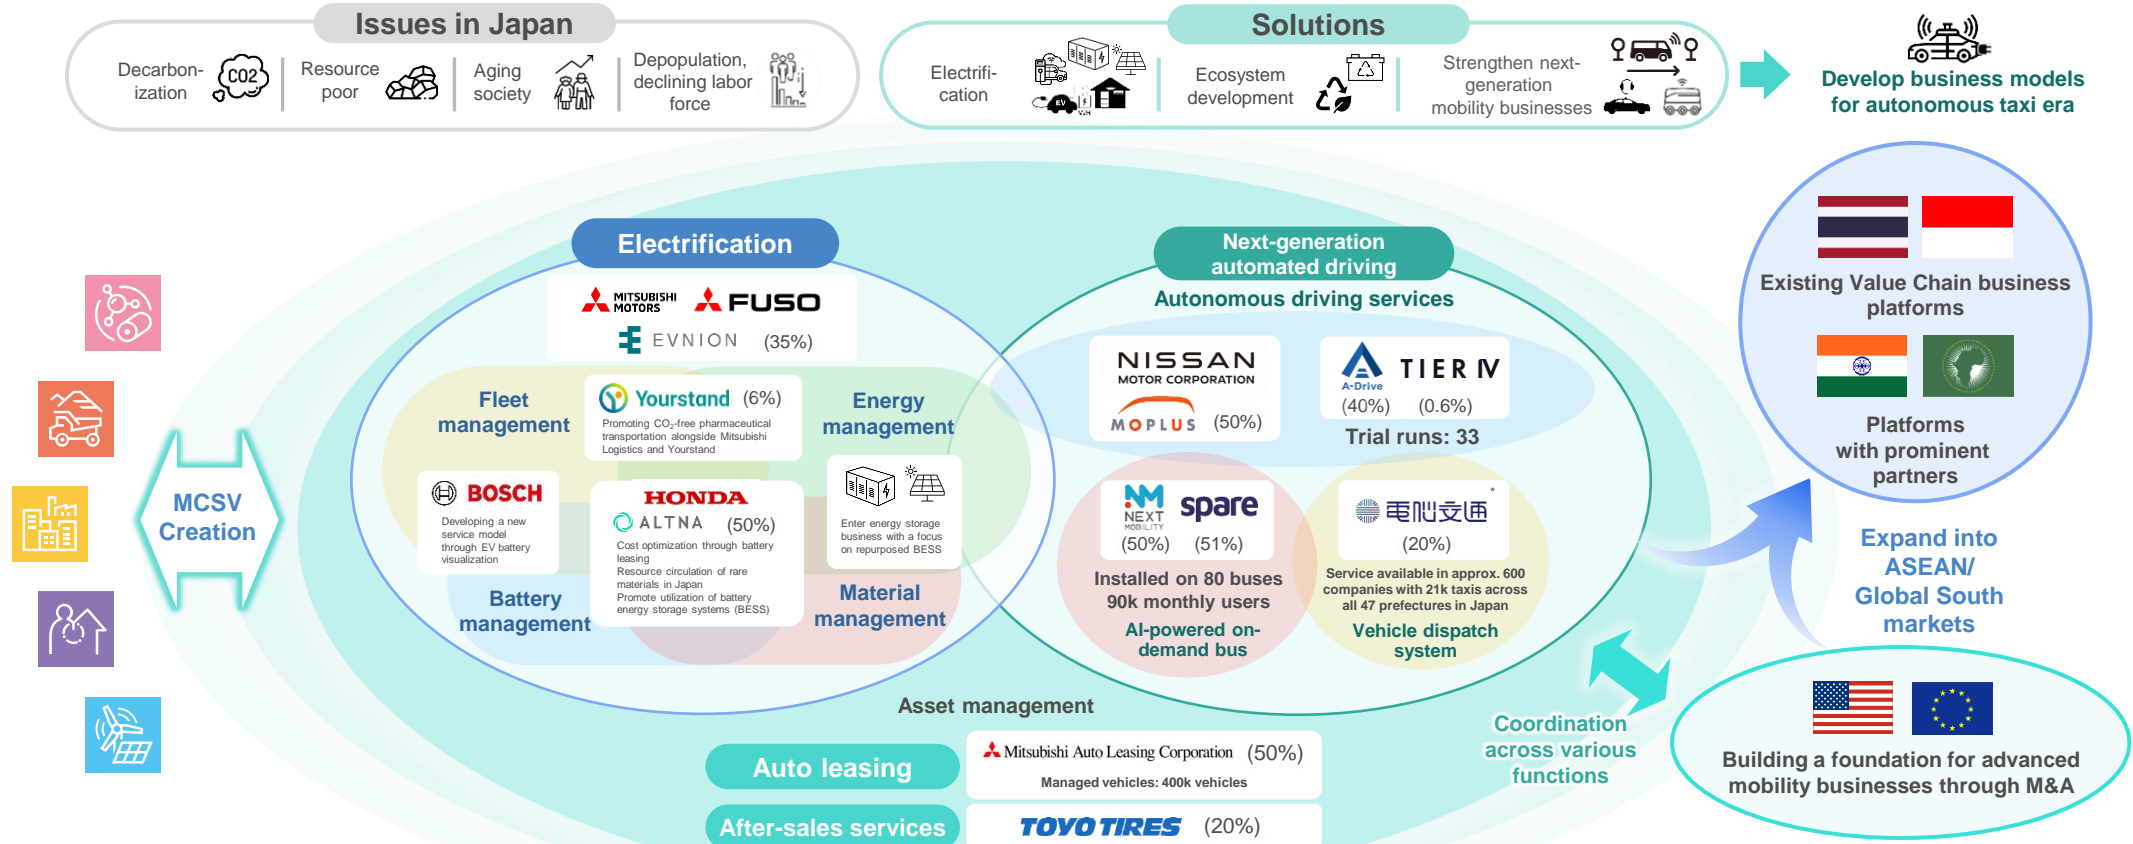 Issues in Japan
Decarbon-
ization
CO2
Resource
poor
Aging
society
Depopulation,
declining labor
force
Solutions
Electrifi-
cation
EV
V2H
Ecosystem
development
Strengthen next-
generation
mobility businesses
Develop business models
for autonomous taxi era
MCSV
Creation
Electrification
MITSUBISHI
MOTORS
FUSO
EVNION (35%)
Fleet
management
Yourstand (6%)
Promoting CO₂-free pharmaceutical
transportation alongside Mitsubishi
Logistics and Yourstand
Energy
management
BOSCH
Developing a new
service model
through EV battery
visualization
HONDA
ALTNA (50%)
Cost optimization through battery
leasing
Resource circulation of rare
materials in Japan
Promote utilization of battery
energy storage systems (BESS)
Enter energy storage
business with a focus
on repurposed BESS
Battery
management
Material
management
Next-generation
automated driving
Autonomous driving services
NISSAN
MOTOR CORPORATION
MOPLUS (50%)
A-Drive
(40%)
TIER IV
(0.6%)
Trial runs: 33
NEXT
MOBILITY
(50%)
spare
(51%)
Installed on 80 buses
90k monthly users
AI-powered on-
demand bus
電脳交通*
(20%)
Service available in approx. 600
companies with 21k taxis across
all 47 prefectures in Japan
Vehicle dispatch
system
Asset management
Auto leasing
Mitsubishi Auto Leasing Corporation (50%)
Managed vehicles: 400k vehicles
After-sales services
TOYO TIRES (20%)
Existing Value Chain business
platforms
Platforms
with prominent
partners
Expand into
ASEAN/
Global South
markets
Coordination
across various
functions
Building a foundation for advanced
mobility businesses through M&A